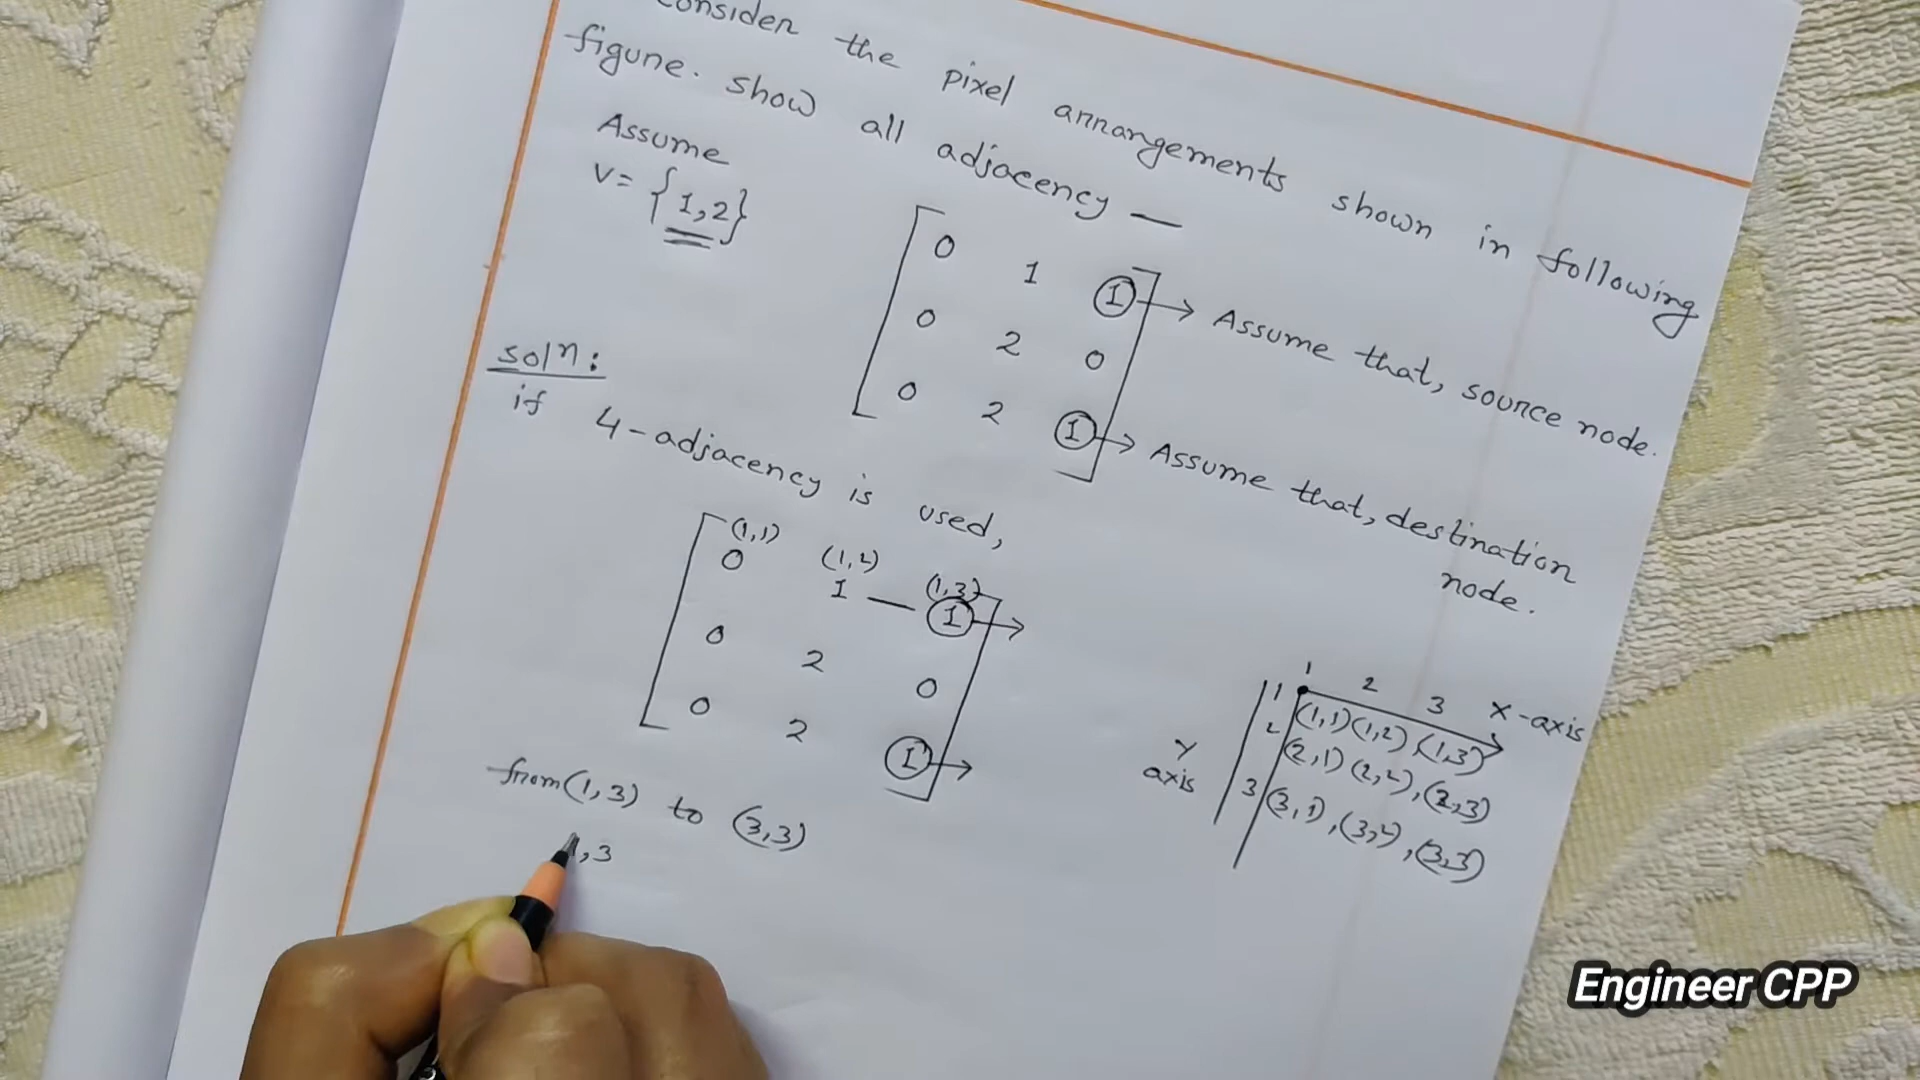 consider the pixel arrangements shown in following
figure. show all adjacency —
Assume
V = {1,2}
0 1 1 → Assume that, source node.
0 2 0
0 2 1 → Assume that, destination
node.
soln:
if 4-adjacency is used,
(1,1) (1,2) (1,3)
0 1 — 1 →
0 2 0
0 2 1 →
1 2 3 X-axis
1 (1,1) (1,2) (1,3)
2 (2,1) (2,2), (2,3)
3 (3,1), (3,2), (3,3)
Y
axis
from (1,3) to (3,3)
1,3
Engineer CPP